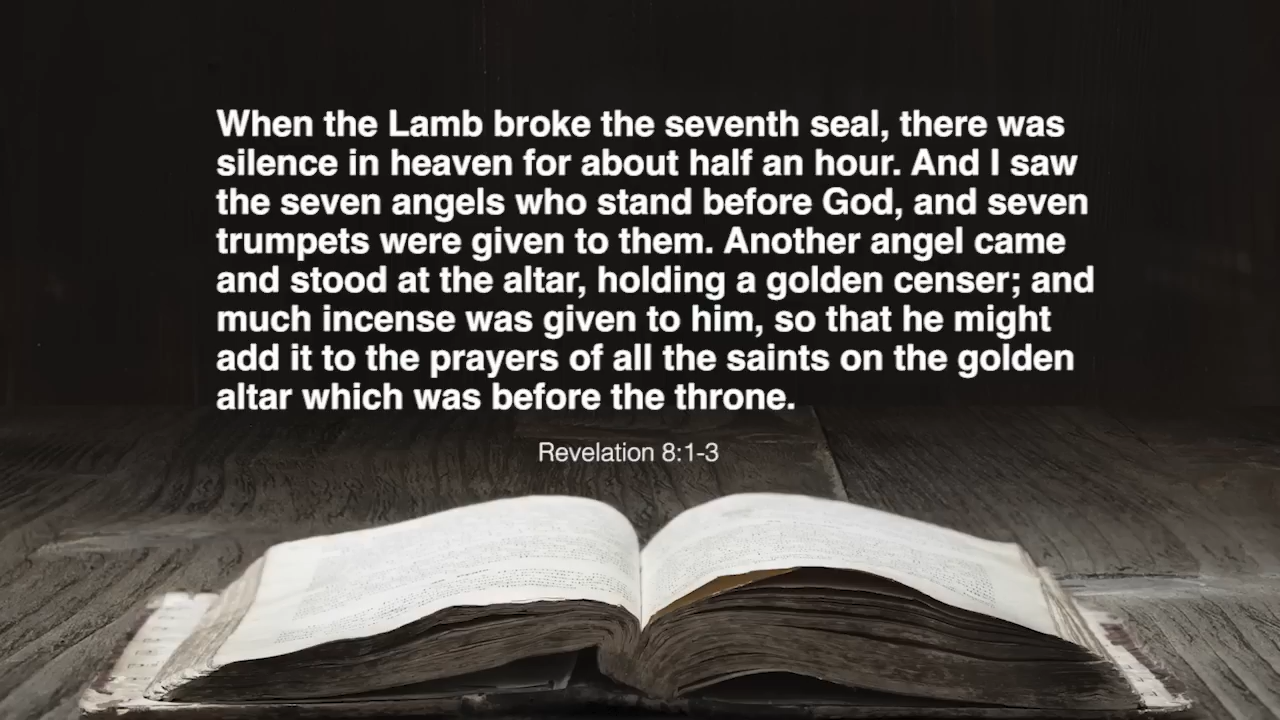 When the Lamb broke the seventh seal, there was
silence in heaven for about half an hour. And I saw
the seven angels who stand before God, and seven
trumpets were given to them. Another angel came
and stood at the altar, holding a golden censer; and
much incense was given to him, so that he might
add it to the prayers of all the saints on the golden
altar which was before the throne.
Revelation 8:1-3